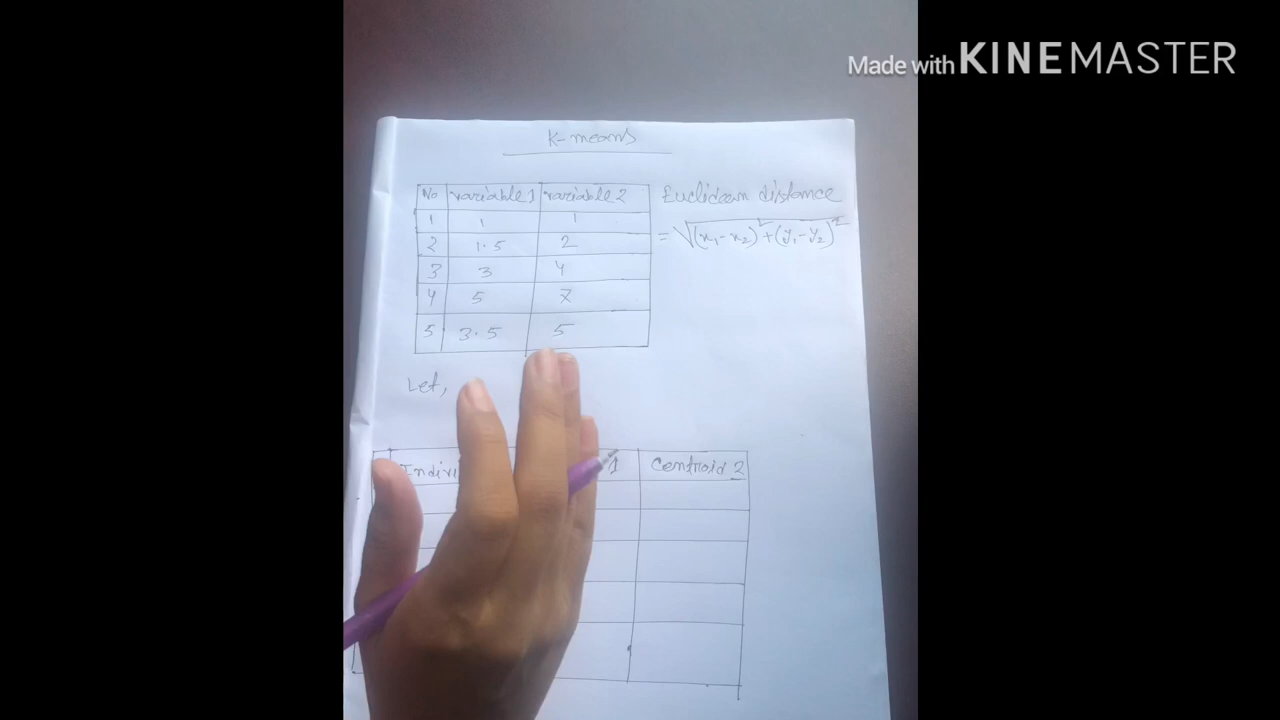 Made with KINEMASTER
K-means
No variable 1 variable 2
1 1 1
2 1.5 2
3 3 4
4 5 7
5 3.5 5
Euclidean distance
= √(x₁-x₂)²+(y₁-y₂)²
Let,
1 Centroid 2